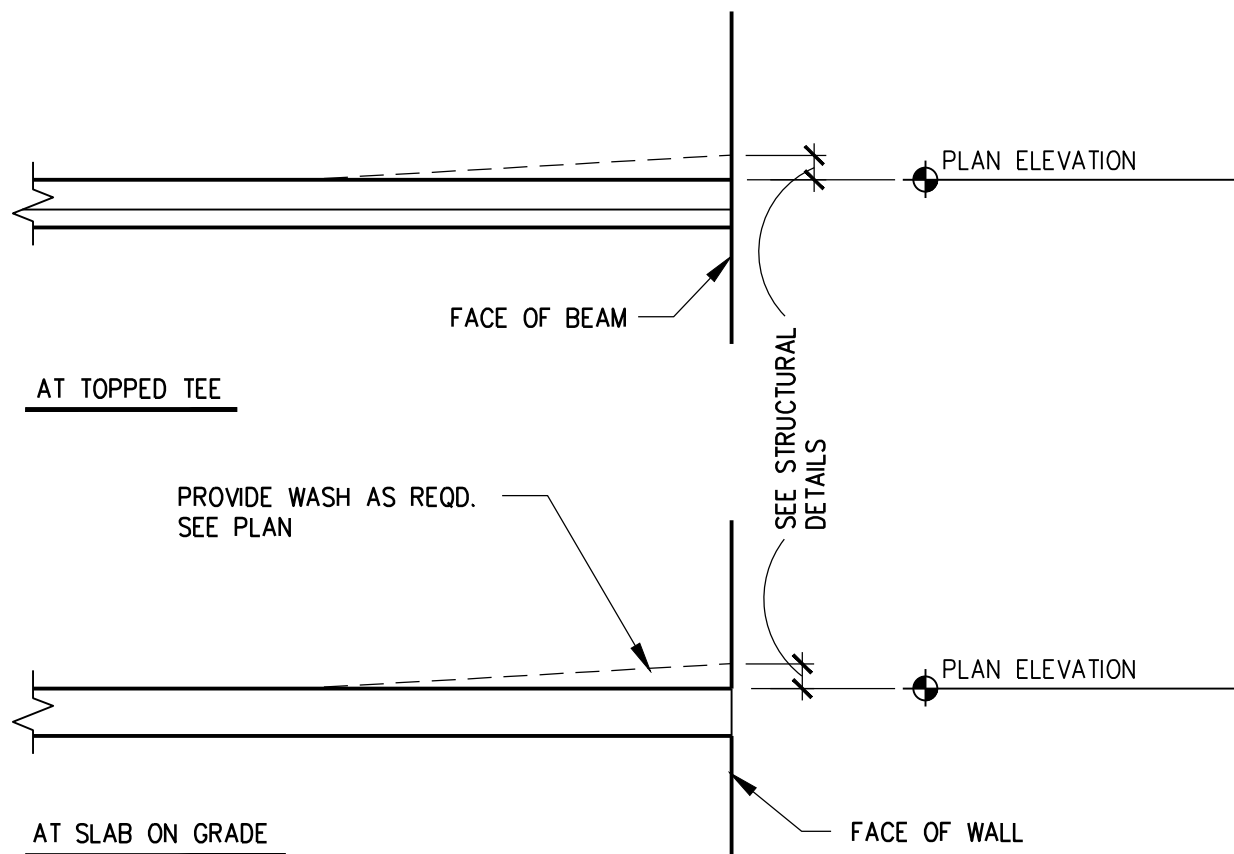 PLAN ELEVATION
FACE OF BEAM
AT TOPPED TEE
SEE STRUCTURAL
DETAILS
PROVIDE WASH AS REQD.
SEE PLAN
PLAN ELEVATION
AT SLAB ON GRADE
FACE OF WALL